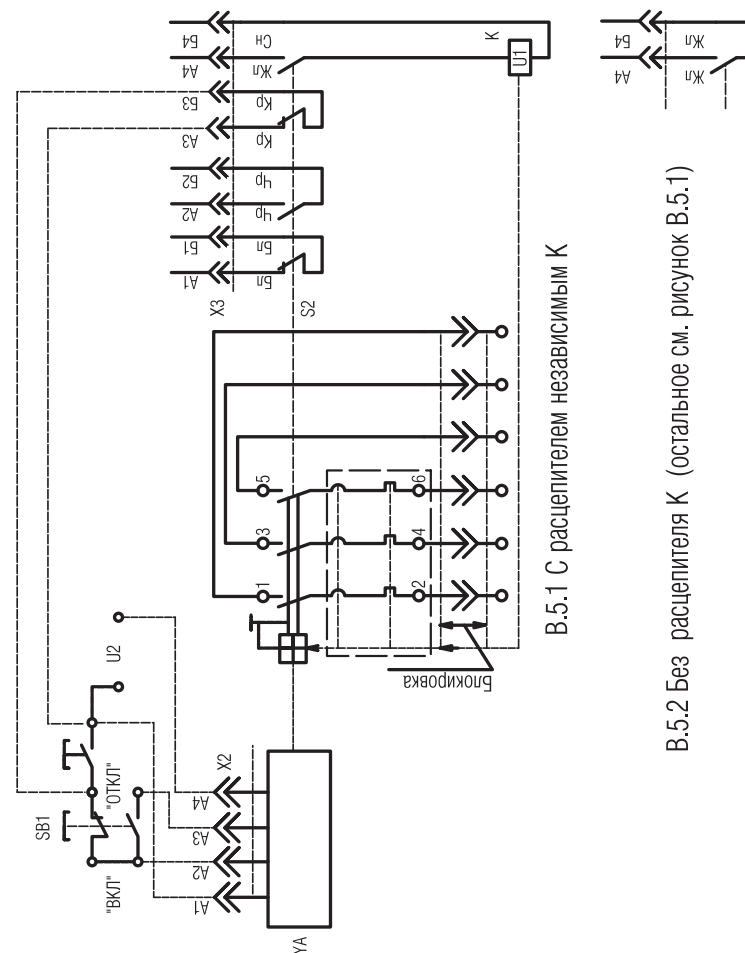 Б4
А4
Б3
А3
Б2
А2
Б1
А1
Сн
Жл
Кр
Кр
Чр
Чр
Бл
Бл
К
U1
X3
S2
Б4
А4
Жл
Жл
1
3
5
2
4
6
Блокировка
U2
SB1
"ОТКЛ"
"ВКЛ"
X2
А4
А3
А2
А1
YA
В.5.1 С расцепителем независимым К
В.5.2 Без расцепителя К (остальное см. рисунок В.5.1)